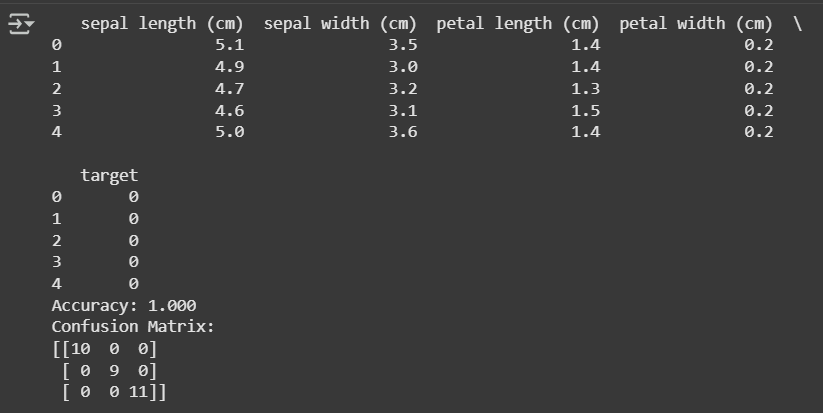 sepal length (cm)  sepal width (cm)  petal length (cm)  petal width (cm)  \
0                5.1               3.5                1.4               0.2
1                4.9               3.0                1.4               0.2
2                4.7               3.2                1.3               0.2
3                4.6               3.1                1.5               0.2
4                5.0               3.6                1.4               0.2
target
0       0
1       0
2       0
3       0
4       0
Accuracy: 1.000
Confusion Matrix:
[[10  0  0]
 [ 0  9  0]
 [ 0  0 11]]